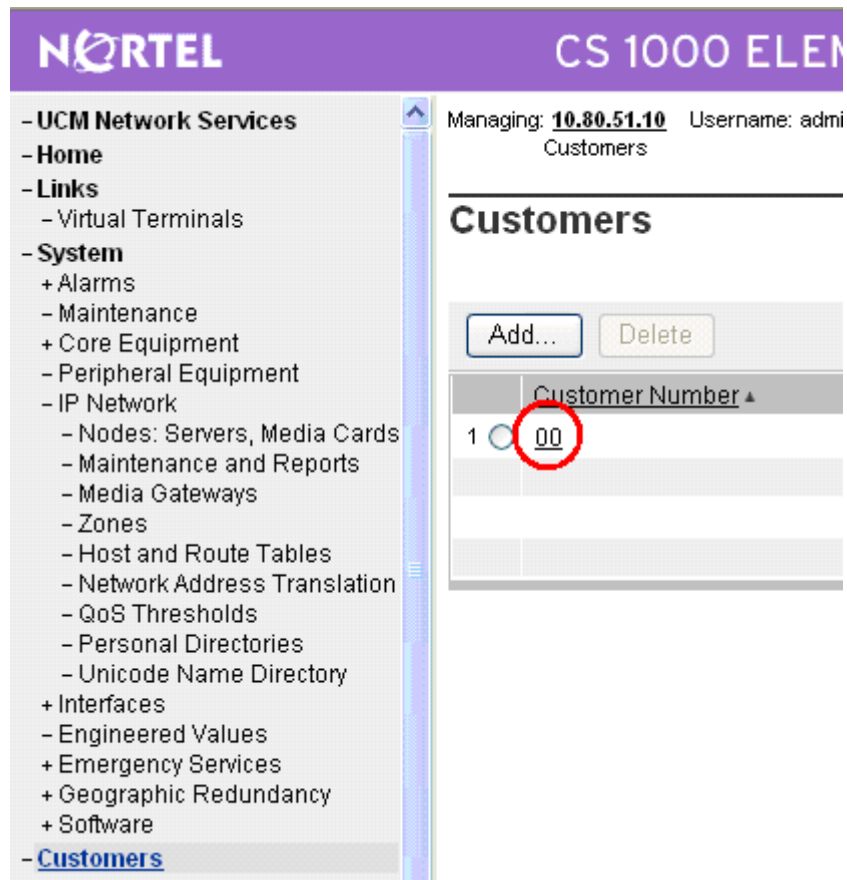 NORTEL
CS 1000 ELEM
– UCM Network Services
– Home
– Links
– Virtual Terminals
– System
+ Alarms
– Maintenance
+ Core Equipment
– Peripheral Equipment
– IP Network
– Nodes: Servers, Media Cards
– Maintenance and Reports
– Media Gateways
– Zones
– Host and Route Tables
– Network Address Translation
– QoS Thresholds
– Personal Directories
– Unicode Name Directory
+ Interfaces
– Engineered Values
+ Emergency Services
+ Geographic Redundancy
+ Software
– Customers
Managing: 10.80.51.10 Username: admi
Customers
Customers
Add... Delete
Customer Number
1 00